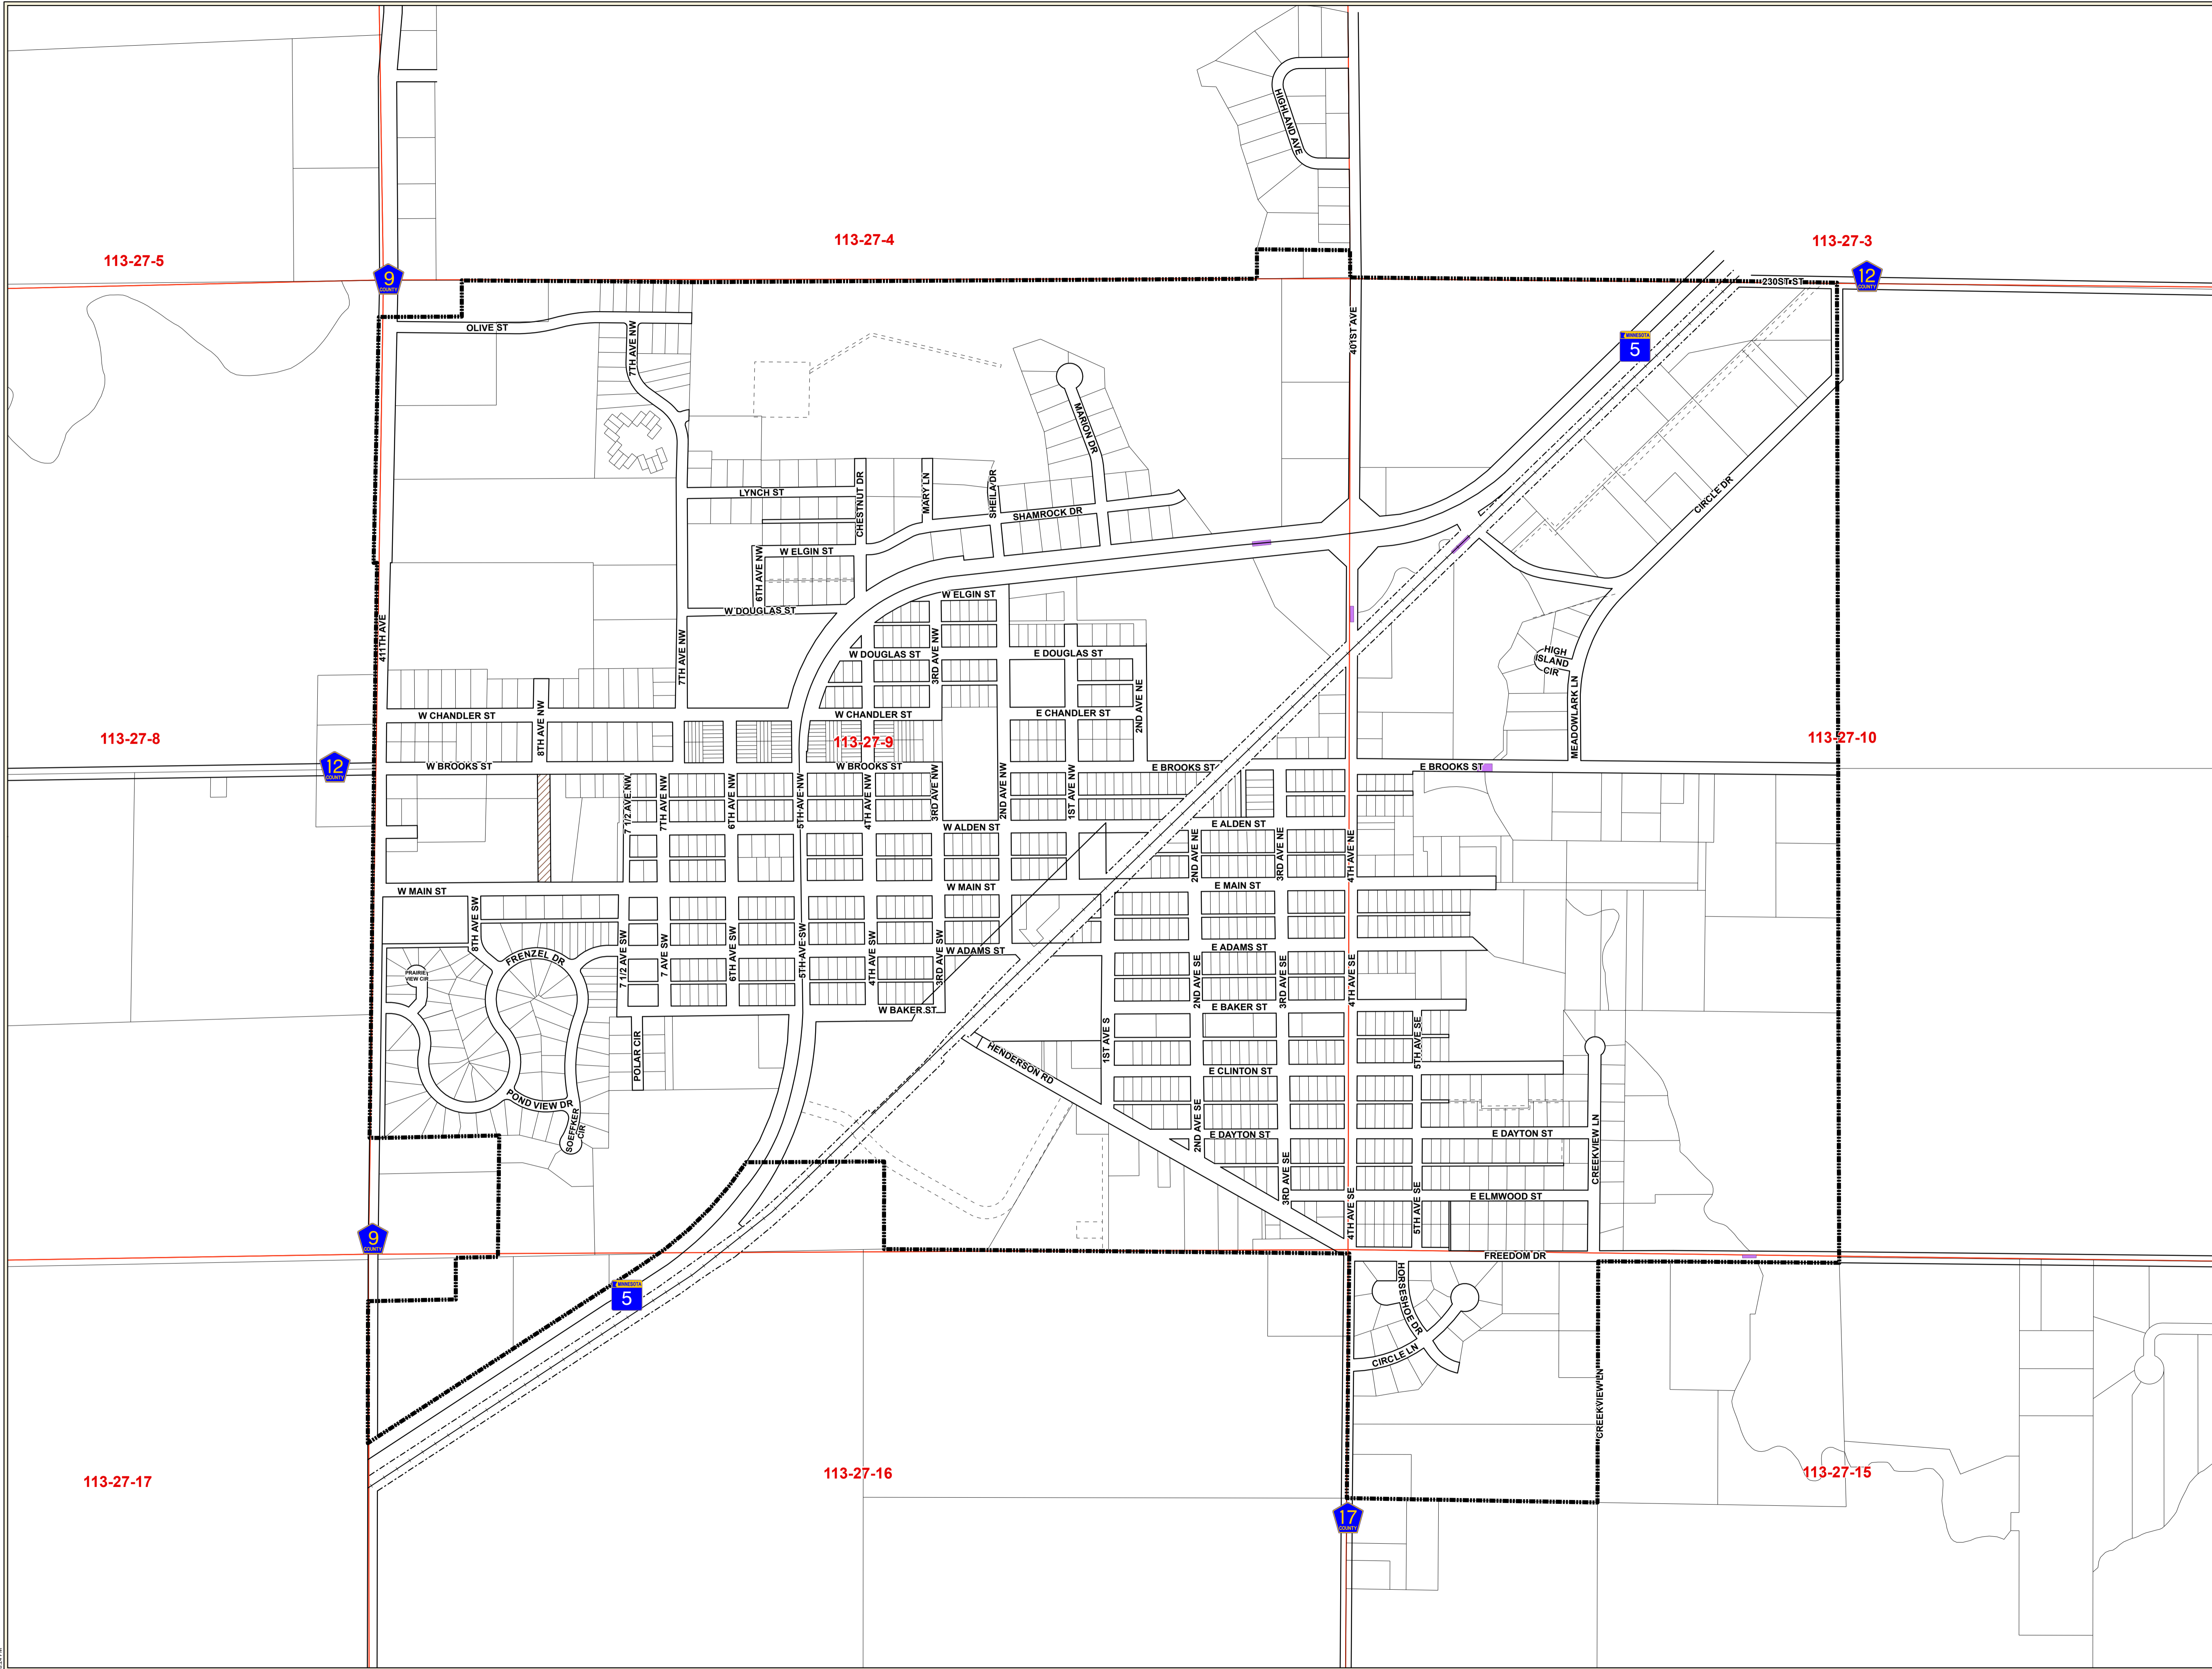 HIGHLAND AVE
113-27-4
113-27-3
113-27-5
9
COUNTY
12
COUNTY
230ST ST
OLIVE ST
7TH AVE NW
401ST AVE
MINNESOTA
5
MARION DR
CIRCLE DR
LYNCH ST
CHESTNUT DR
MARY LN
SHEILA DR
SHAMROCK DR
W ELGIN ST
6TH AVE NW
W DOUGLAS ST
W ELGIN ST
411TH AVE
7TH AVE NW
W DOUGLAS ST
3RD AVE NW
E DOUGLAS ST
HIGH
ISLAND
CIR
MEADOWLARK LN
2ND AVE NE
W CHANDLER ST
8TH AVE NW
W CHANDLER ST
E CHANDLER ST
113-27-8
113-27-9
113-27-10
12
COUNTY
W BROOKS ST
W BROOKS ST
E BROOKS ST
E BROOKS ST
7 1/2 AVE NW
7TH AVE NW
6TH AVE NW
5TH AVE NW
4TH AVE NW
3RD AVE NW
2ND AVE NW
1ST AVE NW
W ALDEN ST
E ALDEN ST
2ND AVE NE
3RD AVE NE
4TH AVE NE
W MAIN ST
W MAIN ST
E MAIN ST
8TH AVE SW
FRENZEL DR
7 1/2 AVE SW
7 AVE SW
6TH AVE SW
5TH AVE SW
4TH AVE SW
3RD AVE SW
W ADAMS ST
E ADAMS ST
PRAIRIE
VIEW CIR
2ND AVE SE
3RD AVE SE
4TH AVE SE
W BAKER ST
E BAKER ST
POLAR CIR
HENDERSON RD
1ST AVE S
5TH AVE SE
E CLINTON ST
POND VIEW DR
SOEFFKER
CIR
2ND AVE SE
E DAYTON ST
E DAYTON ST
CREEKVIEW LN
3RD AVE SE
4TH AVE SE
5TH AVE SE
E ELMWOOD ST
9
COUNTY
FREEDOM DR
MINNESOTA
5
HORSESHOE DR
CIRCLE LN
CREEKVIEW LN
113-27-17
113-27-16
113-27-15
17
COUNTY